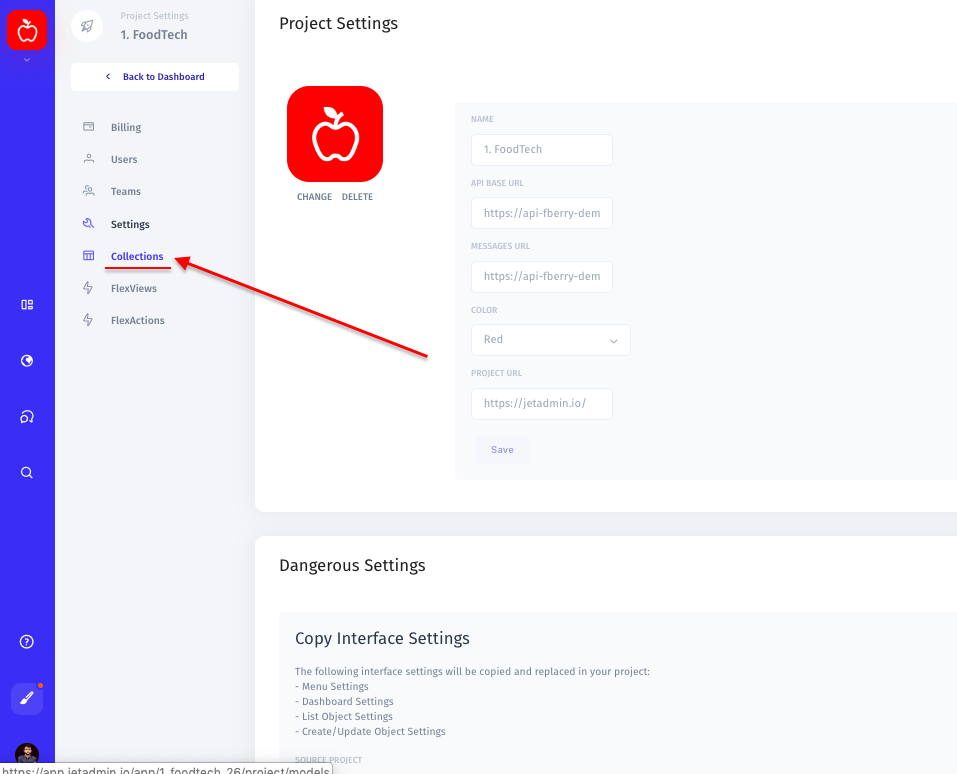 Project Settings
1. FoodTech
Back to Dashboard
Billing
Users
Teams
Settings
Collections
FlexViews
FlexActions
Project Settings
CHANGE DELETE
NAME
1. FoodTech
API BASE URL
https://api-fberry-dem
MESSAGES URL
https://api-fberry-dem
COLOR
Red
PROJECT URL
https://jetadmin.io/
Save
Dangerous Settings
Copy Interface Settings
The following interface settings will be copied and replaced in your project:
- Menu Settings
- Dashboard Settings
- List Object Settings
- Create/Update Object Settings
SOURCE PROJECT
https://app.jetadmin.io/app/1_foodtech_26/project/models